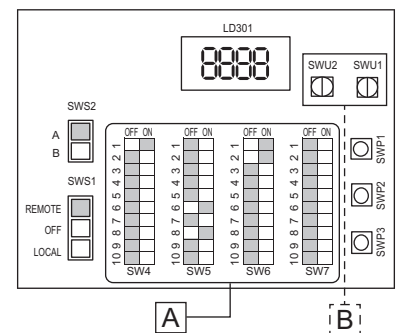 LD301
8888
SWU2 SWU1
SWS2
A
B
SWS1
REMOTE
OFF
LOCAL
OFF ON OFF ON OFF ON OFF ON
1 1 1 1
2 2 2 2
3 3 3 3
4 4 4 4
5 5 5 5
6 6 6 6
7 7 7 7
8 8 8 8
9 9 9 9
10 10 10 10
SW4 SW5 SW6 SW7
SWP1
SWP2
SWP3
A
B